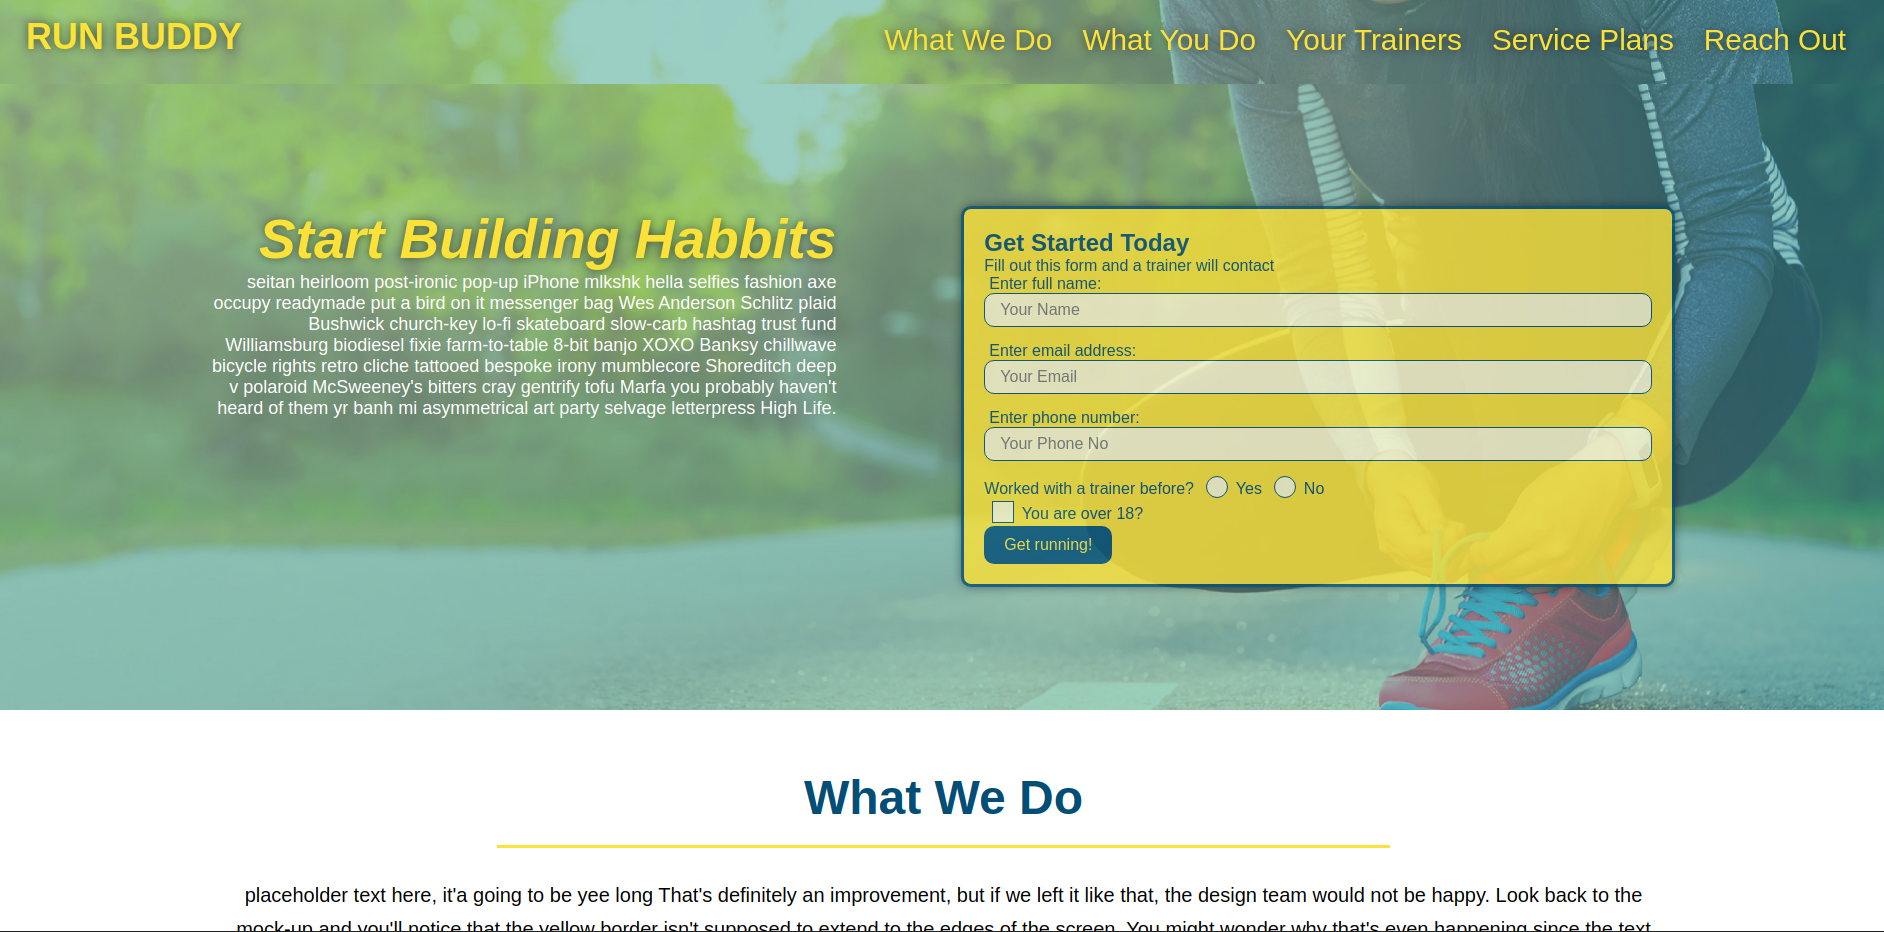 RUN BUDDY
What We Do What You Do Your Trainers Service Plans Reach Out
Start Building Habbits
seitan heirloom post-ironic pop-up iPhone mlkshk hella selfies fashion axe
occupy readymade put a bird on it messenger bag Wes Anderson Schlitz plaid
Bushwick church-key lo-fi skateboard slow-carb hashtag trust fund
Williamsburg biodiesel fixie farm-to-table 8-bit banjo XOXO Banksy chillwave
bicycle rights retro cliche tattooed bespoke irony mumblecore Shoreditch deep
v polaroid McSweeney's bitters cray gentrify tofu Marfa you probably haven't
heard of them yr banh mi asymmetrical art party selvage letterpress High Life.
Get Started Today
Fill out this form and a trainer will contact
Enter full name:
Your Name
Enter email address:
Your Email
Enter phone number:
Your Phone No
Worked with a trainer before? Yes No
You are over 18?
Get running!
What We Do
placeholder text here, it'a going to be yee long That's definitely an improvement, but if we left it like that, the design team would not be happy. Look back to the
mock-up and you'll notice that the yellow border isn't supposed to extend to the edges of the screen. You might wonder why that's even happening since the text